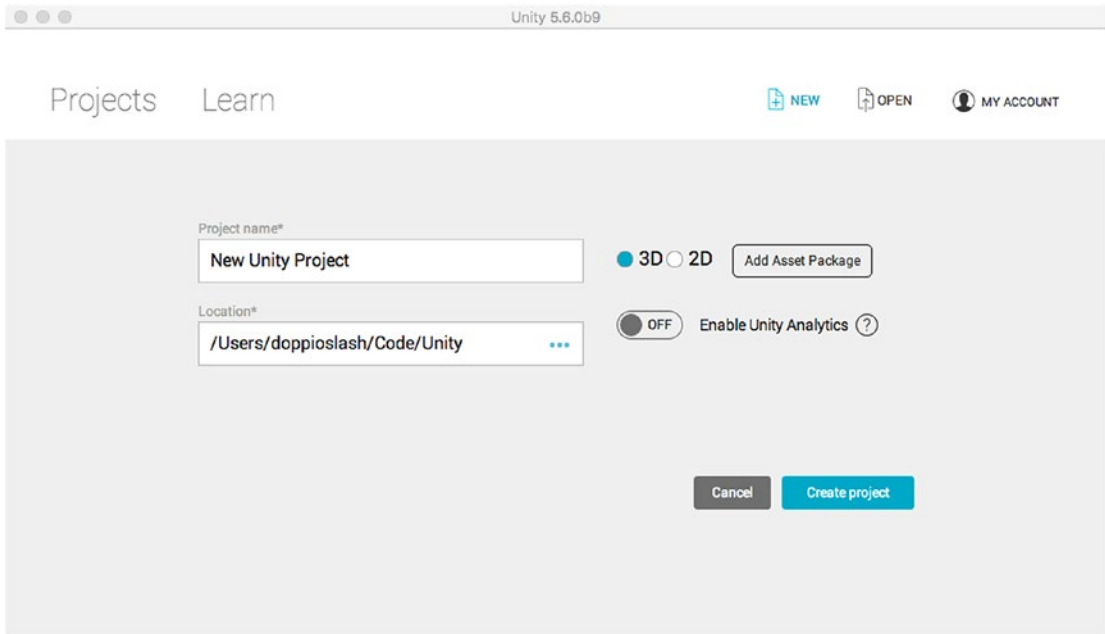 Unity 5.6.0b9
Projects Learn NEW OPEN MY ACCOUNT
Project name*
New Unity Project 3D 2D Add Asset Package
Location*
/Users/doppioslash/Code/Unity ••• OFF Enable Unity Analytics ?
Cancel Create project